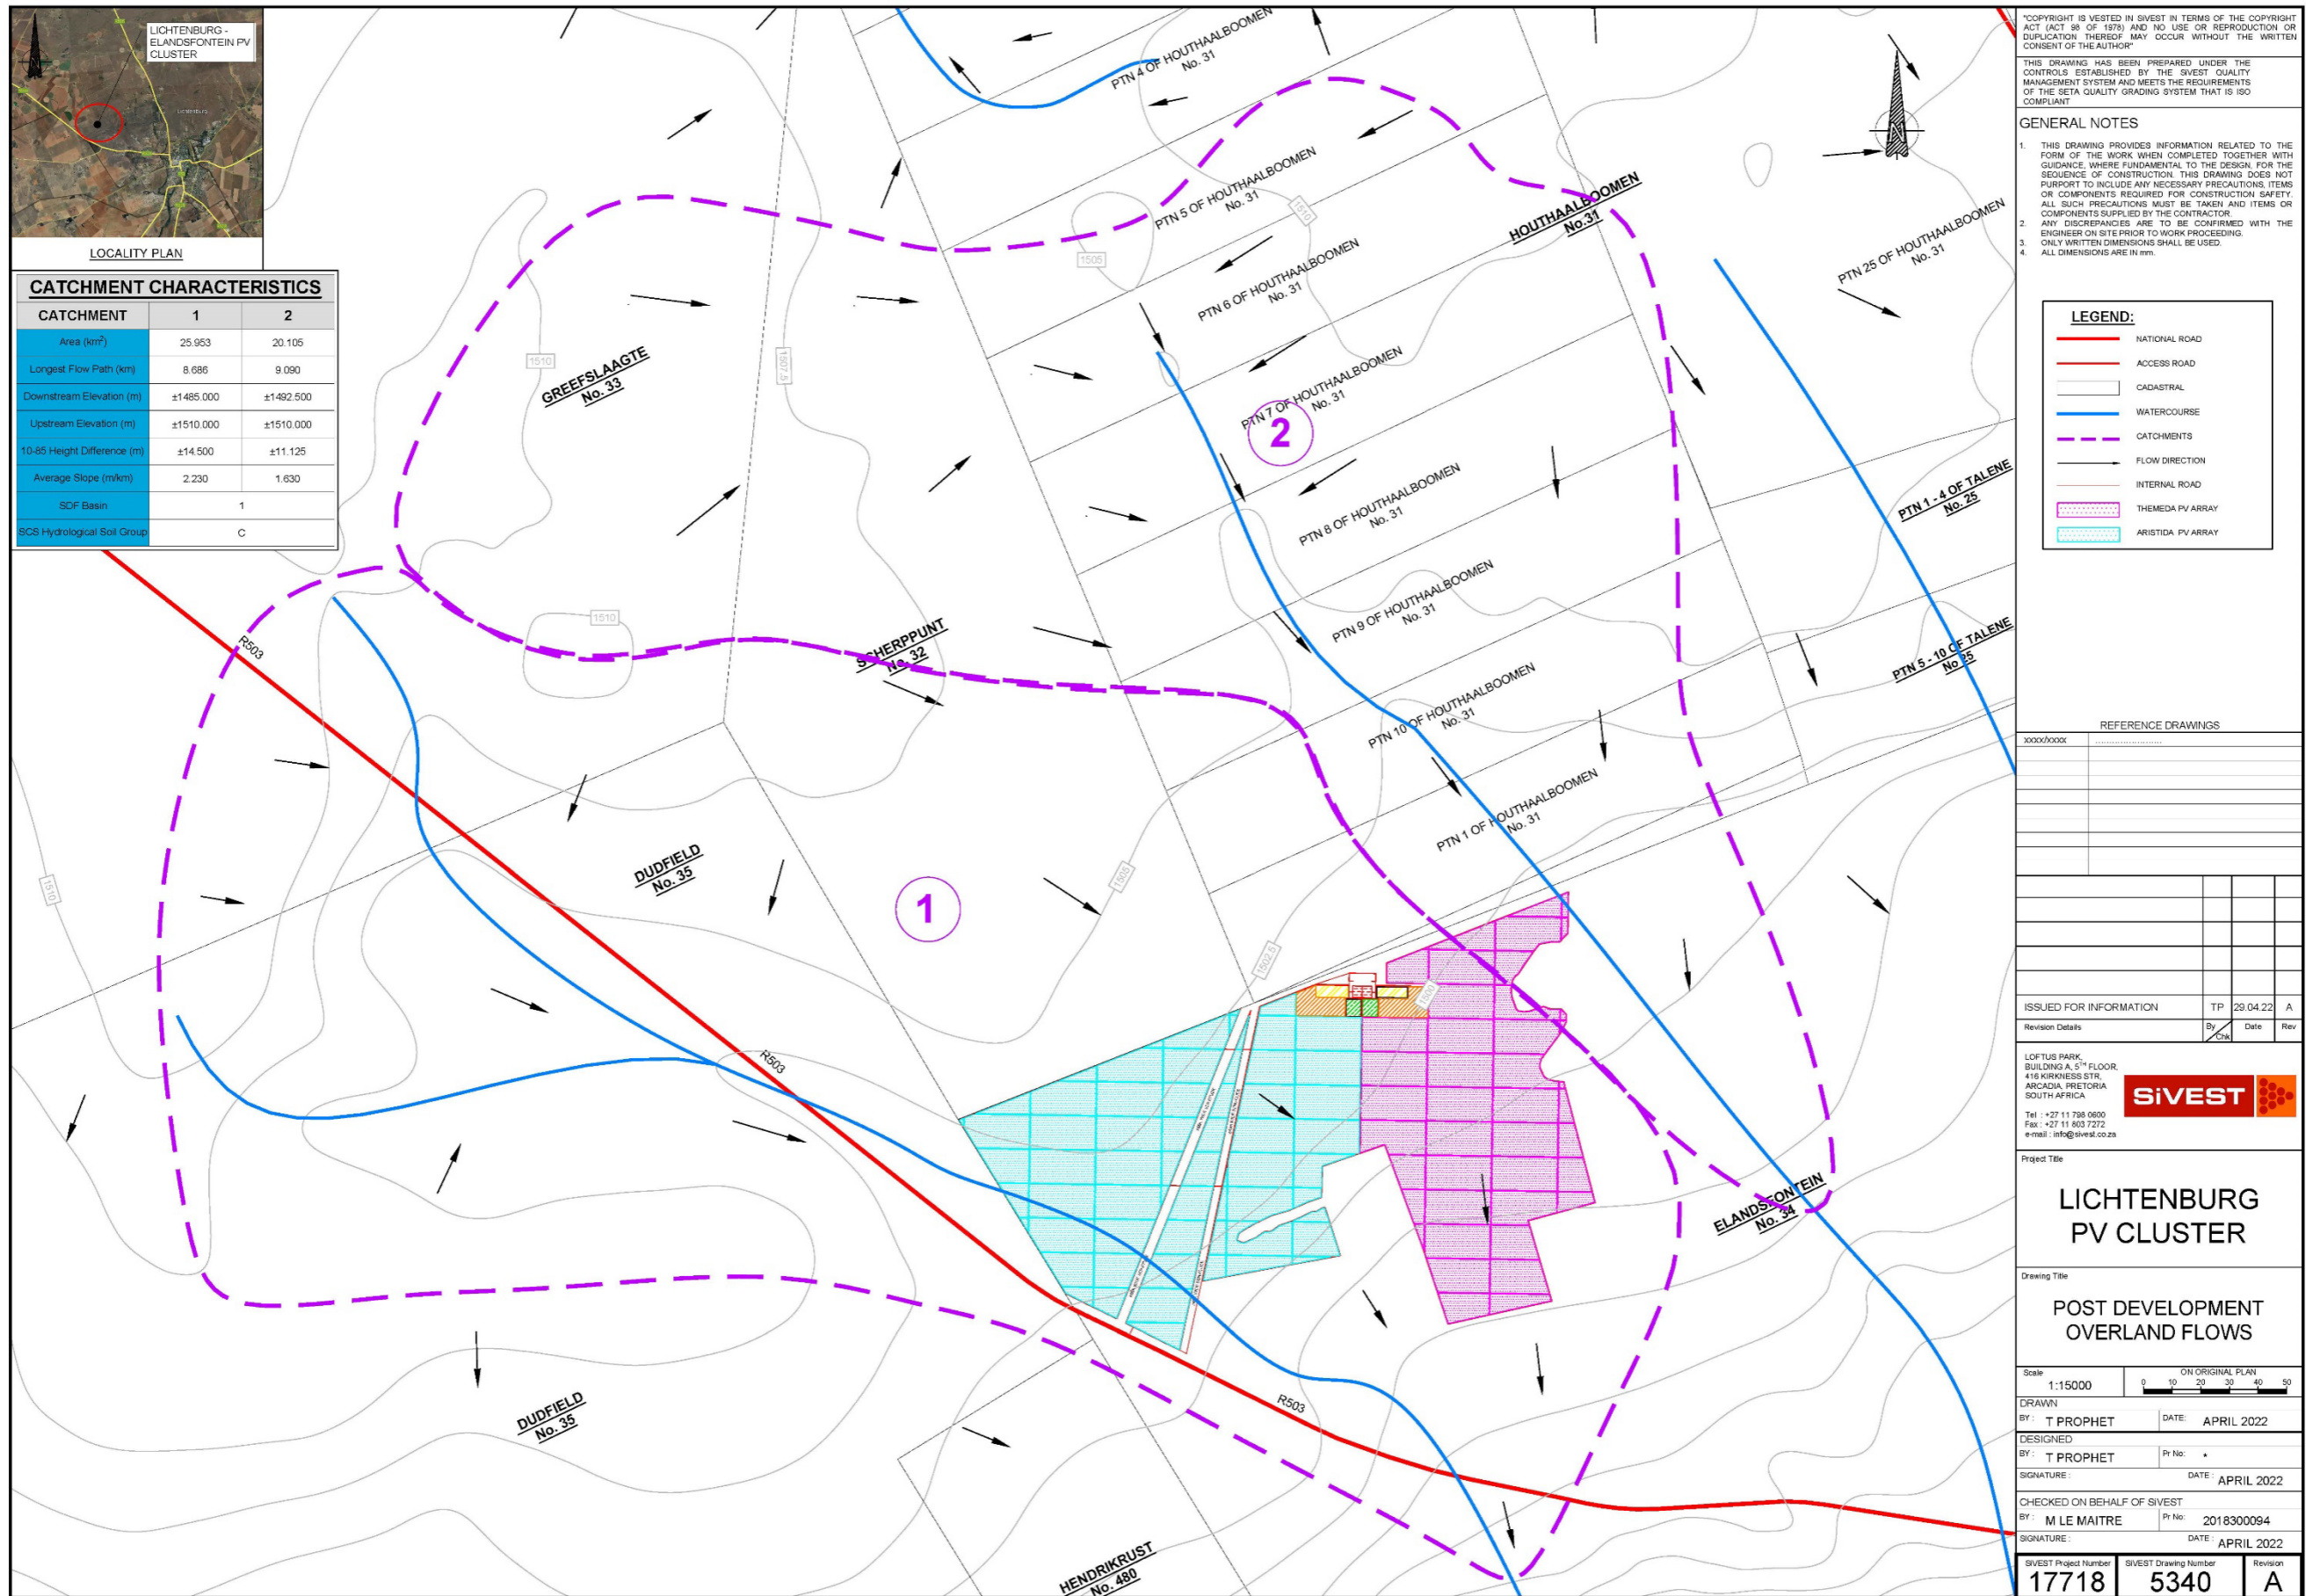 LICHTENBURG -
ELANDSFONTEIN PV
CLUSTER
Lichtenburg
LOCALITY PLAN
CATCHMENT CHARACTERISTICS
CATCHMENT 1 2
Area (km²) 25.953 20.105
Longest Flow Path (km) 8.686 9.090
Downstream Elevation (m) ±1485.000 ±1492.500
Upstream Elevation (m) ±1510.000 ±1510.000
10-85 Height Difference (m) ±14.500 ±11.125
Average Slope (m/km) 2.230 1.630
SDF Basin 1
SCS Hydrological Soil Group C
PTN 4 OF HOUTHAALBOOMEN
No. 31
PTN 5 OF HOUTHAALBOOMEN
No. 31
HOUTHAALBOOMEN
No.31
1510
1505
PTN 25 OF HOUTHAALBOOMEN
No. 31
PTN 6 OF HOUTHAALBOOMEN
No. 31
1510
1507.5
GREEFSLAAGTE
No. 33
PTN 7 OF HOUTHAALBOOMEN
No. 31
2
PTN 8 OF HOUTHAALBOOMEN
No. 31
PTN 1 - 4 OF TALENE
No. 25
PTN 9 OF HOUTHAALBOOMEN
No. 31
1510
R503
SCHERPPUNT
No. 32
PTN 5 - 10 OF TALENE
No 25
PTN 10 OF HOUTHAALBOOMEN
No. 31
PTN 1 OF HOUTHAALBOOMEN
No. 31
DUDFIELD
No. 35
1510
1505
1
1502.5
1500
R503
ELANDSFONTEIN
No. 34
R503
DUDFIELD
No. 35
HENDRIKRUST
No. 480
"COPYRIGHT IS VESTED IN SIVEST IN TERMS OF THE COPYRIGHT
ACT (ACT 98 OF 1978) AND NO USE OR REPRODUCTION OR
DUPLICATION THEREOF MAY OCCUR WITHOUT THE WRITTEN
CONSENT OF THE AUTHOR"
THIS DRAWING HAS BEEN PREPARED UNDER THE
CONTROLS ESTABLISHED BY THE SIVEST QUALITY
MANAGEMENT SYSTEM AND MEETS THE REQUIREMENTS
OF THE SETA QUALITY GRADING SYSTEM THAT IS ISO
COMPLIANT
GENERAL NOTES
1. THIS DRAWING PROVIDES INFORMATION RELATED TO THE
FORM OF THE WORK WHEN COMPLETED TOGETHER WITH
GUIDANCE, WHERE FUNDAMENTAL TO THE DESIGN, FOR THE
SEQUENCE OF CONSTRUCTION. THIS DRAWING DOES NOT
PURPORT TO INCLUDE ANY NECESSARY PRECAUTIONS, ITEMS
OR COMPONENTS REQUIRED FOR CONSTRUCTION SAFETY.
ALL SUCH PRECAUTIONS MUST BE TAKEN AND ITEMS OR
COMPONENTS SUPPLIED BY THE CONTRACTOR.
2. ANY DISCREPANCIES ARE TO BE CONFIRMED WITH THE
ENGINEER ON SITE PRIOR TO WORK PROCEEDING.
3. ONLY WRITTEN DIMENSIONS SHALL BE USED.
4. ALL DIMENSIONS ARE IN mm.
LEGEND:
NATIONAL ROAD
ACCESS ROAD
CADASTRAL
WATERCOURSE
CATCHMENTS
FLOW DIRECTION
INTERNAL ROAD
THEMEDA PV ARRAY
ARISTIDA PV ARRAY
REFERENCE DRAWINGS
xxxx/xxxx ........................
ISSUED FOR INFORMATION TP 29.04.22 A
Revision Details By Chk Date Rev
LOFTUS PARK,
BUILDING A, 5TH FLOOR,
416 KIRKNESS STR,
ARCADIA, PRETORIA
SOUTH AFRICA
Tel : +27 11 798 0600
Fax : +27 11 803 7272
e-mail : info@sivest.co.za
SiVEST
Project Title
LICHTENBURG
PV CLUSTER
Drawing Title
POST DEVELOPMENT
OVERLAND FLOWS
Scale 1:15000
ON ORIGINAL PLAN
0 10 20 30 40 50
DRAWN
BY : T PROPHET DATE: APRIL 2022
DESIGNED
BY : T PROPHET Pr No: *
SIGNATURE : DATE : APRIL 2022
CHECKED ON BEHALF OF SIVEST
BY : M LE MAITRE Pr No: 2018300094
SIGNATURE : DATE : APRIL 2022
SIVEST Project Number SIVEST Drawing Number Revision
17718 5340 A